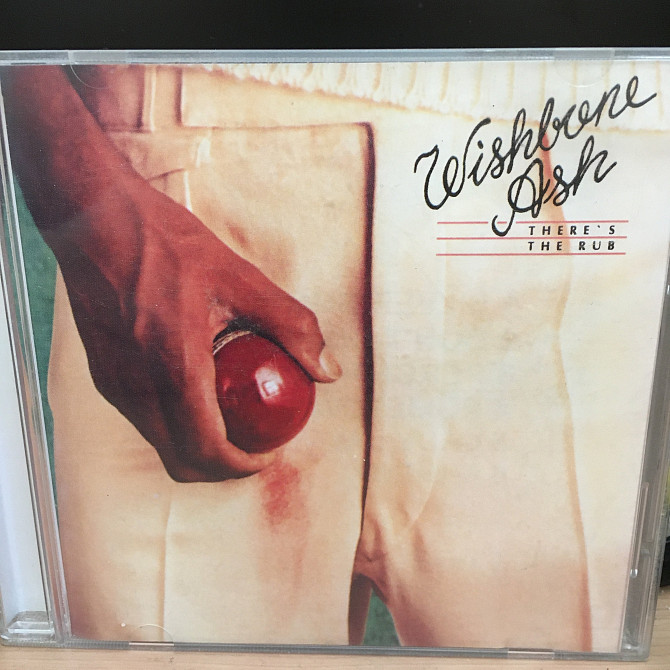 Wishbone
Ash
THERE'S
THE RUB